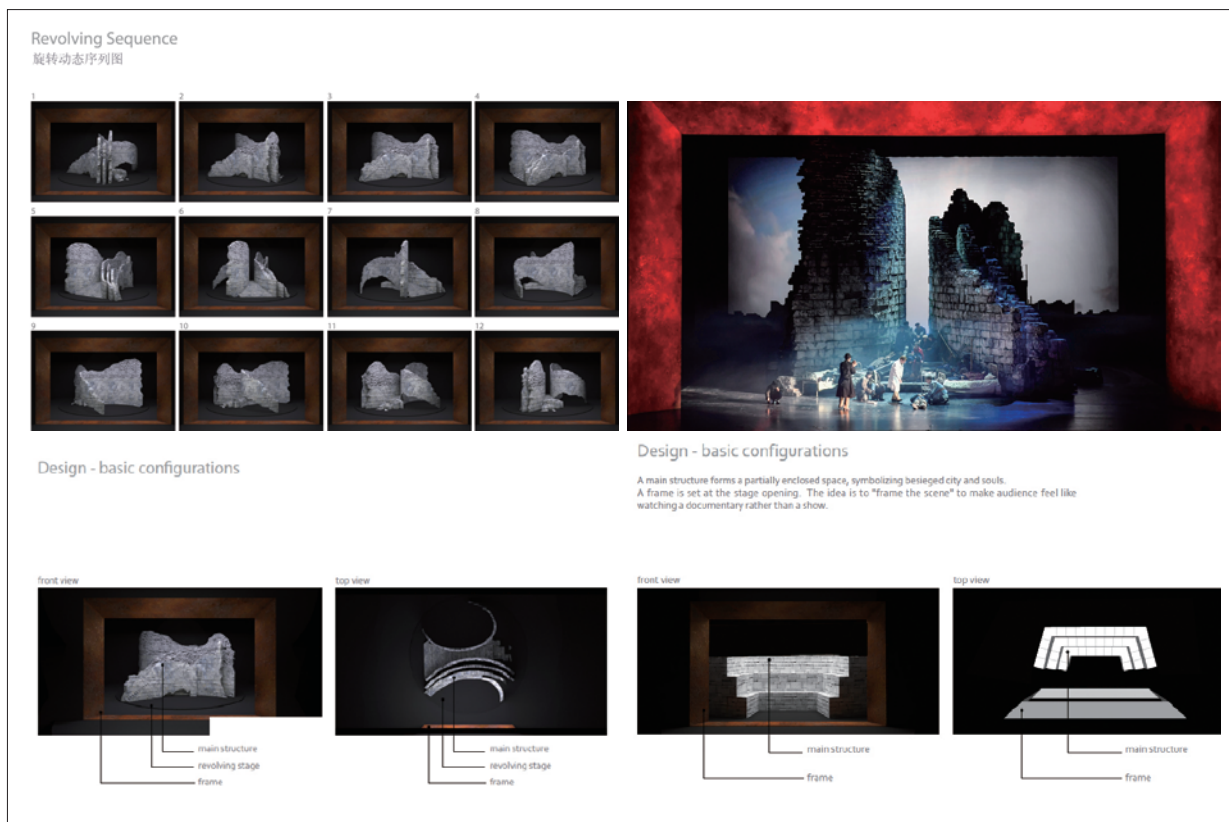 Revolving Sequence
旋转动态序列图
1
2
3
4
5
6
7
8
9
10
11
12
Design - basic configurations
front view
top view
main structure
revolving stage
frame
main structure
revolving stage
frame
Design - basic configurations
A main structure forms a partially enclosed space, symbolizing besieged city and souls.
A frame is set at the stage opening. The idea is to "frame the scene" to make audience feel like
watching a documentary rather than a show.
front view
top view
main structure
frame
main structure
frame